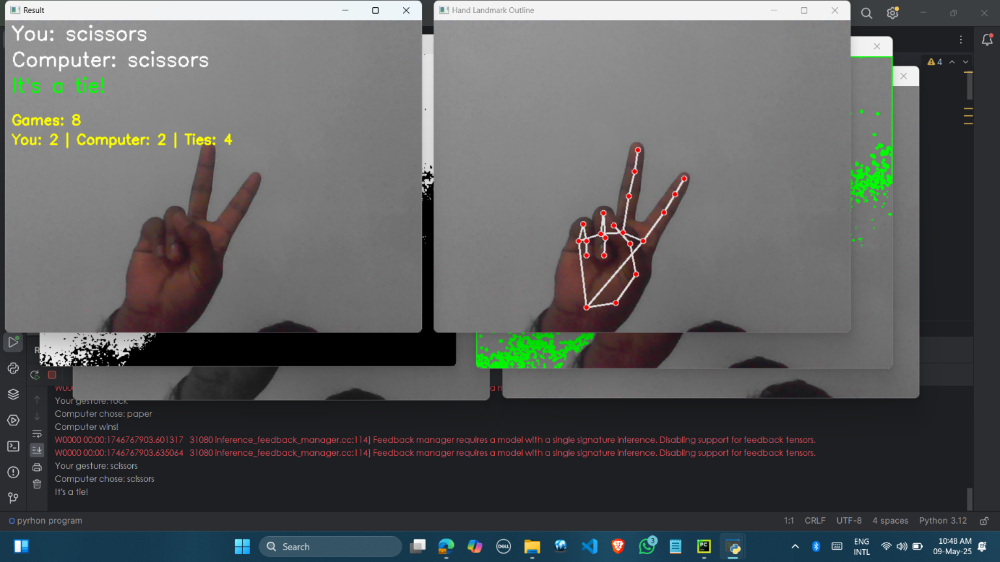 Result
Hand Landmark Outline
You: scissors
Computer: scissors
It's a tie!
Games: 8
You: 2 | Computer: 2 | Ties: 4
4
Your gesture: rock
Computer chose: paper
Computer wins!
W0000 00:00:1746767903.601317 31080 inference_feedback_manager.cc:114] Feedback manager requires a model with a single signature inference. Disabling support for feedback tensors.
W0000 00:00:1746767903.635064 31080 inference_feedback_manager.cc:114] Feedback manager requires a model with a single signature inference. Disabling support for feedback tensors.
Your gesture: scissors
Computer chose: scissors
It's a tie!
pyrhon program
1:1 CRLF UTF-8 4 spaces Python 3.12
Search
DELL
3
PC
ENG
INTL
10:48 AM
09-May-25